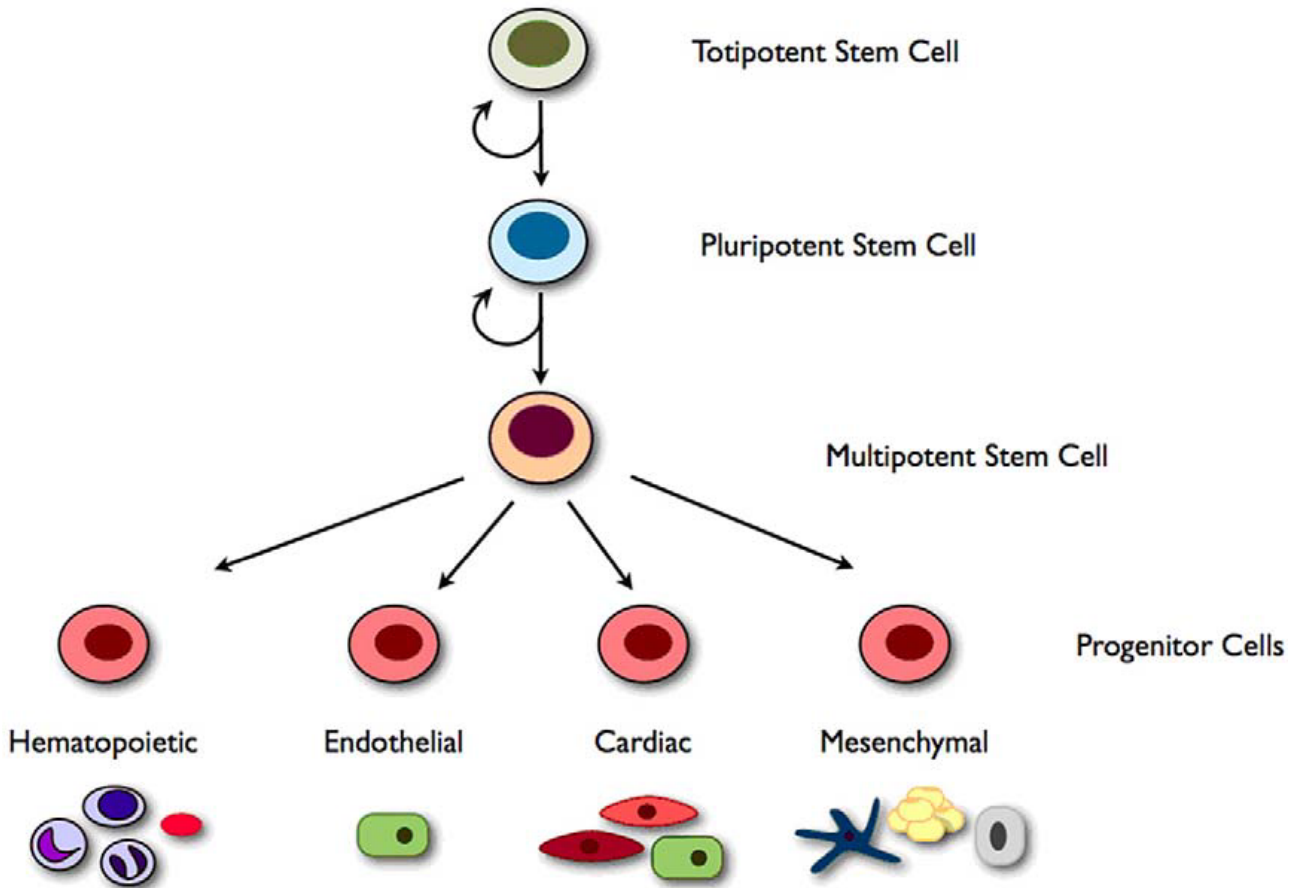 Totipotent Stem Cell
Pluripotent Stem Cell
Multipotent Stem Cell
Progenitor Cells
Hematopoietic
Endothelial
Cardiac
Mesenchymal